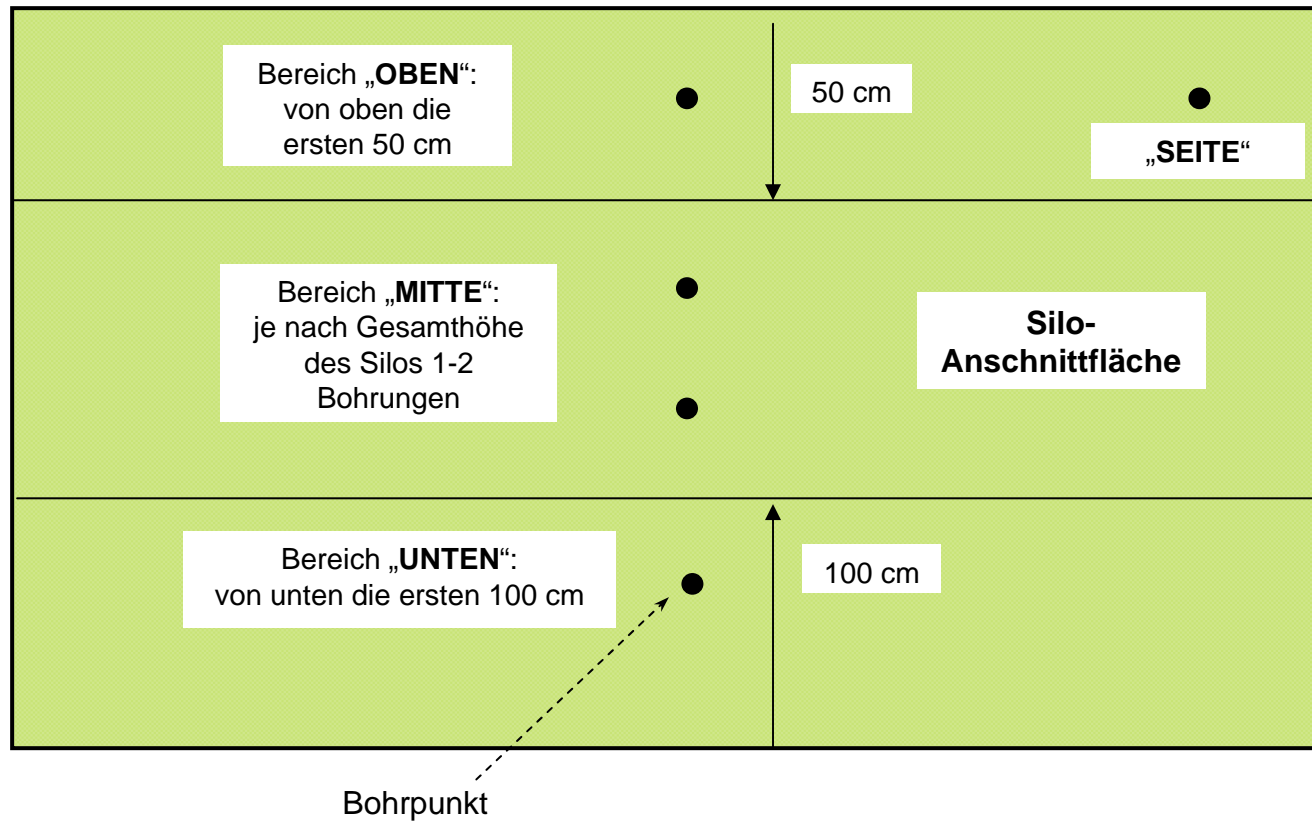 Bereich „OBEN“:
von oben die
ersten 50 cm
50 cm
„SEITE“
Bereich „MITTE“:
je nach Gesamthöhe
des Silos 1-2
Bohrungen
Silo-
Anschnittfläche
Bereich „UNTEN“:
von unten die ersten 100 cm
100 cm
Bohrpunkt